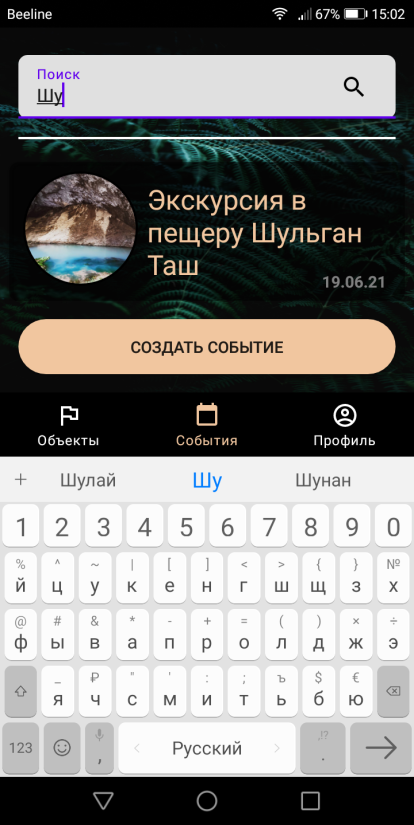 Beeline 67% 15:02
Поиск
Шу
Экскурсия в
пещеру Шульган
Таш
19.06.21
СОЗДАТЬ СОБЫТИЕ
Объекты События Профиль
+ Шулай Шу Шунан
1 2 3 4 5 6 7 8 9 0
% ^ ~ | [ ] < > { } №
й ц у к е н г ш щ з х
@ # & * - + = ( ) × ÷
ф ы в а п р о л д ж э
_ ₽ " ' : ; ъ $ €
я ч с м и т ь б ю
123 , Русский ,!? .